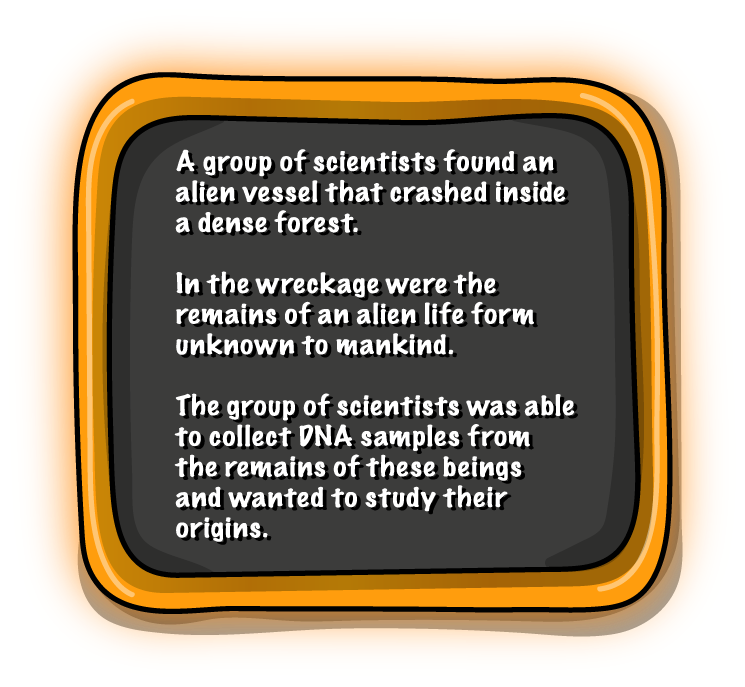 A group of scientists found an
alien vessel that crashed inside
a dense forest.
In the wreckage were the
remains of an alien life form
unknown to mankind.
The group of scientists was able
to collect DNA samples from
the remains of these beings
and wanted to study their
origins.